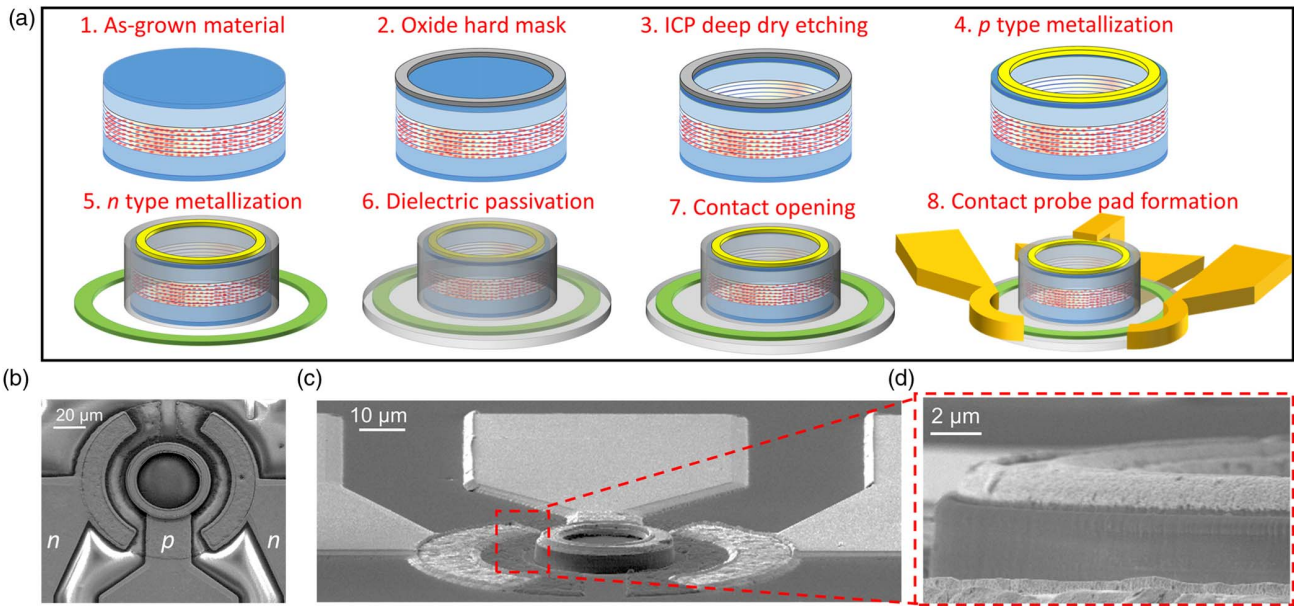 (a)
1. As-grown material
2. Oxide hard mask
3. ICP deep dry etching
4. p type metallization
5. n type metallization
6. Dielectric passivation
7. Contact opening
8. Contact probe pad formation
(b)
20 μm
n
p
n
(c)
10 μm
(d)
2 μm